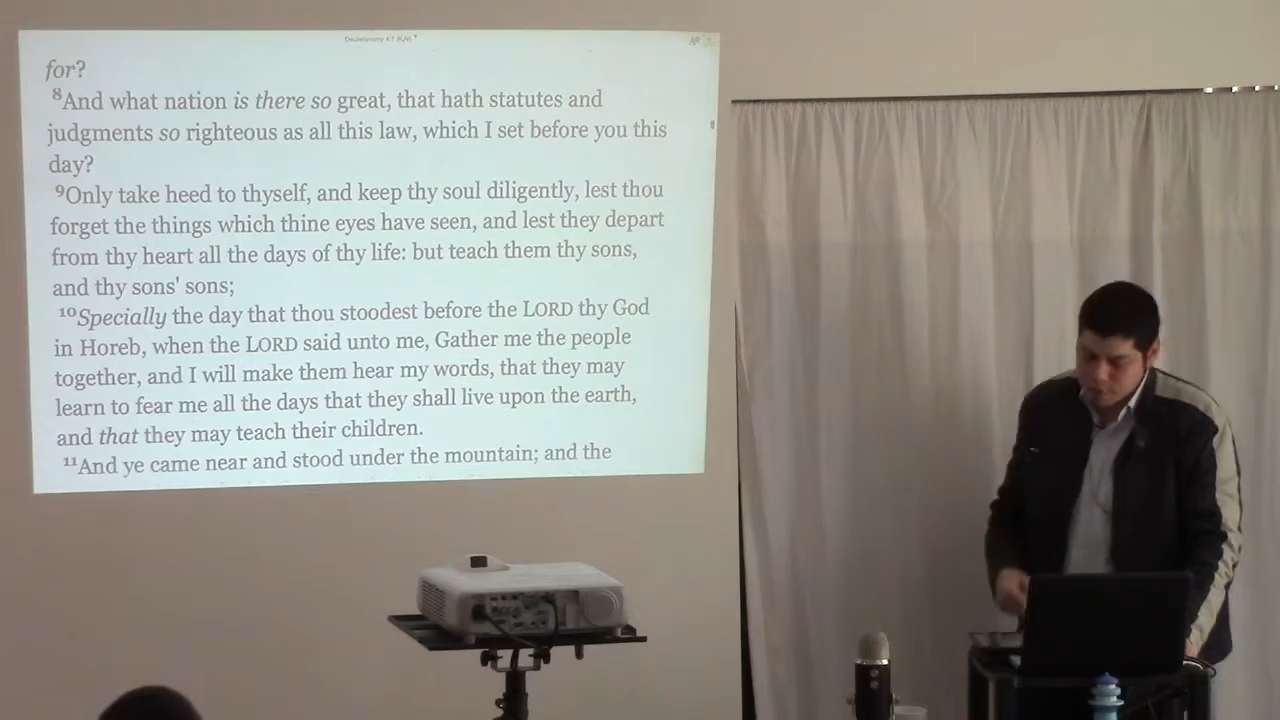 Deuteronomy 4:7 (KJV)
for?
8And what nation is there so great, that hath statutes and
judgments so righteous as all this law, which I set before you this
day?
9Only take heed to thyself, and keep thy soul diligently, lest thou
forget the things which thine eyes have seen, and lest they depart
from thy heart all the days of thy life: but teach them thy sons,
and thy sons' sons;
10Specially the day that thou stoodest before the LORD thy God
in Horeb, when the LORD said unto me, Gather me the people
together, and I will make them hear my words, that they may
learn to fear me all the days that they shall live upon the earth,
and that they may teach their children.
11And ye came near and stood under the mountain; and the